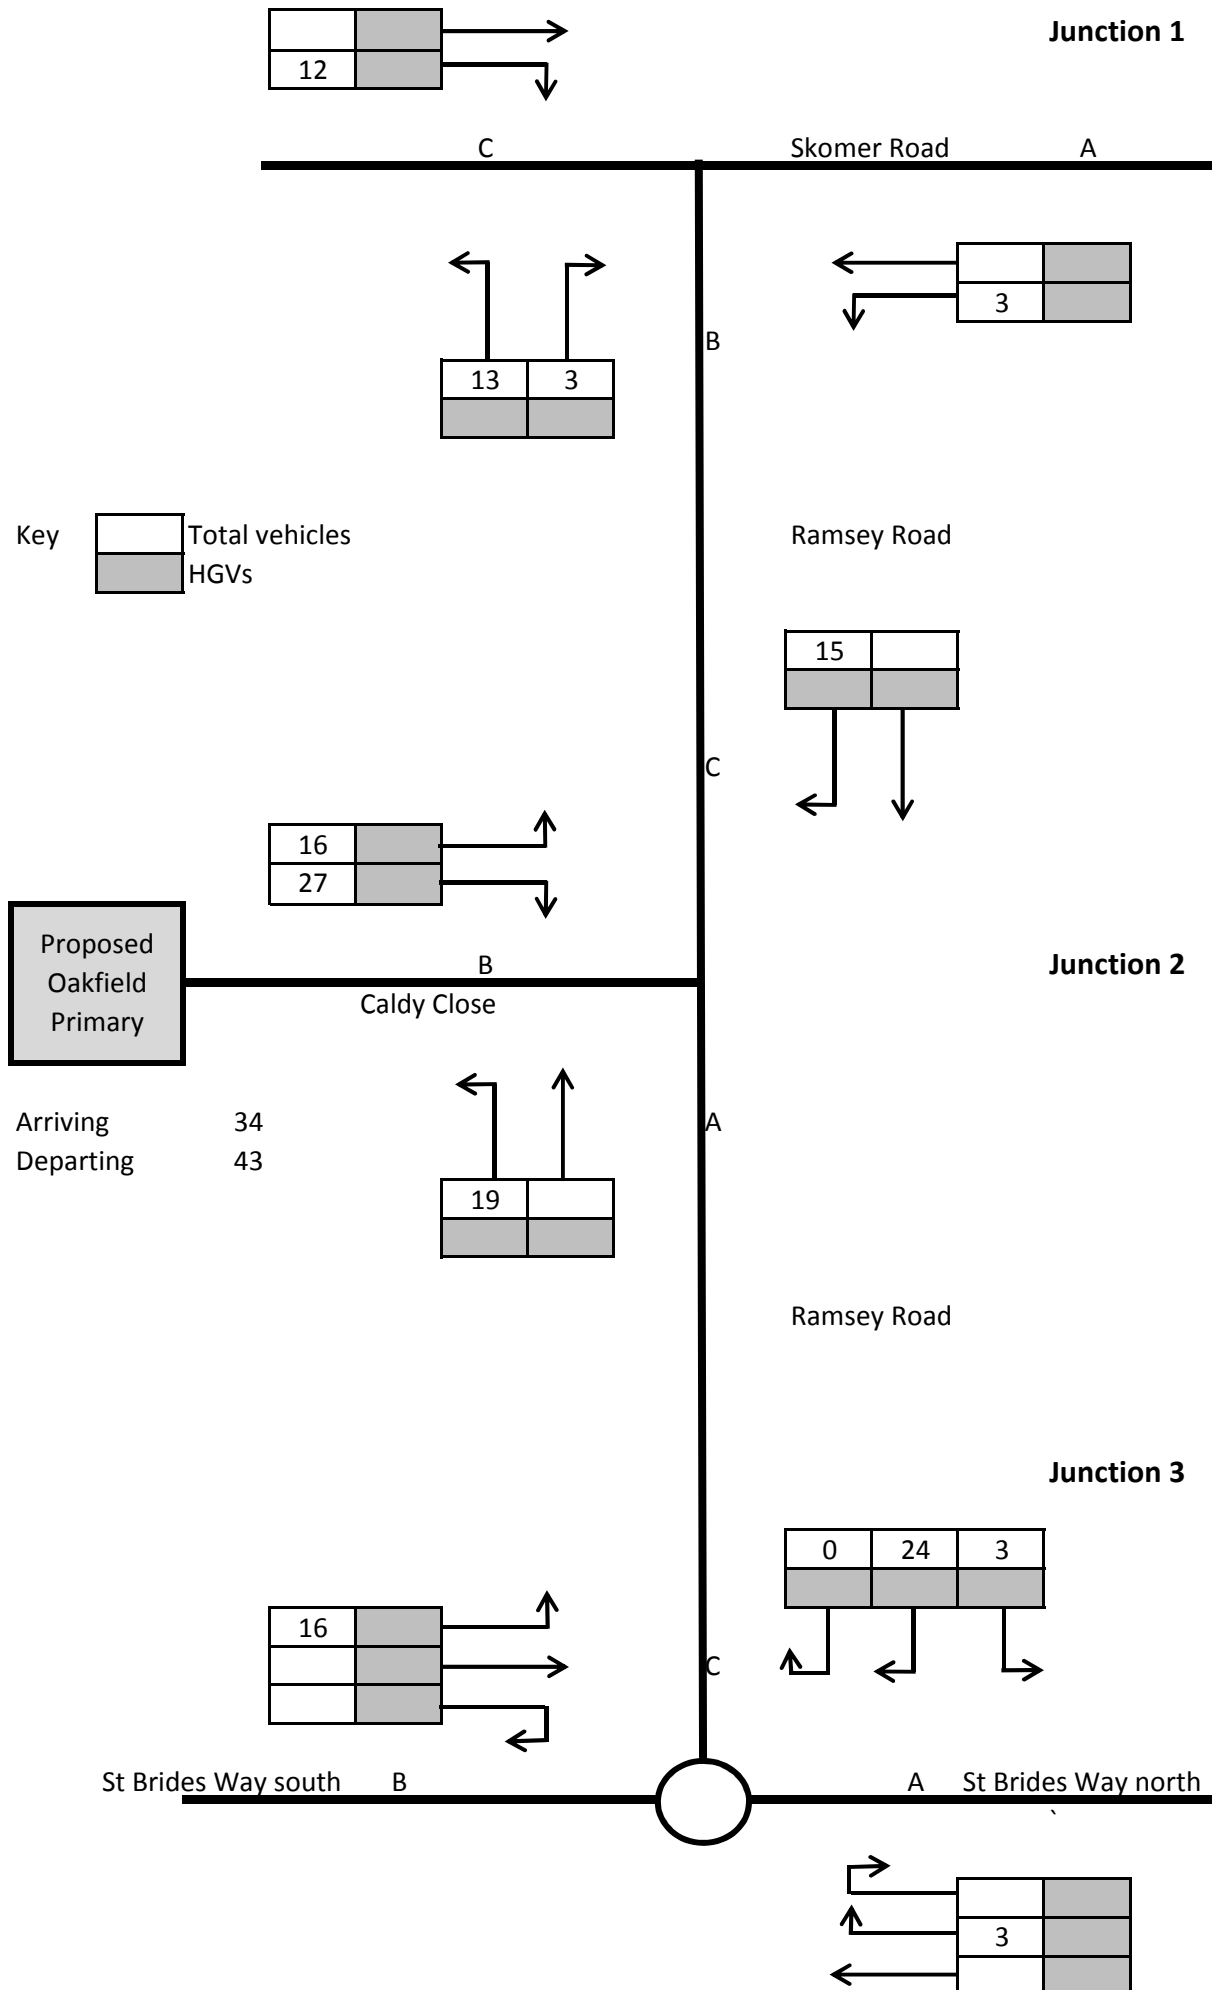 Junction 1
12
C Skomer Road A
3
B
13 3
Key Total vehicles Ramsey Road
HGVs
15
C
16
27
Proposed
Oakfield
Primary
B Junction 2
Caldy Close
Arriving 34 A
Departing 43
19
Ramsey Road
Junction 3
0 24 3
16
C
St Brides Way south B A St Brides Way north
`
3